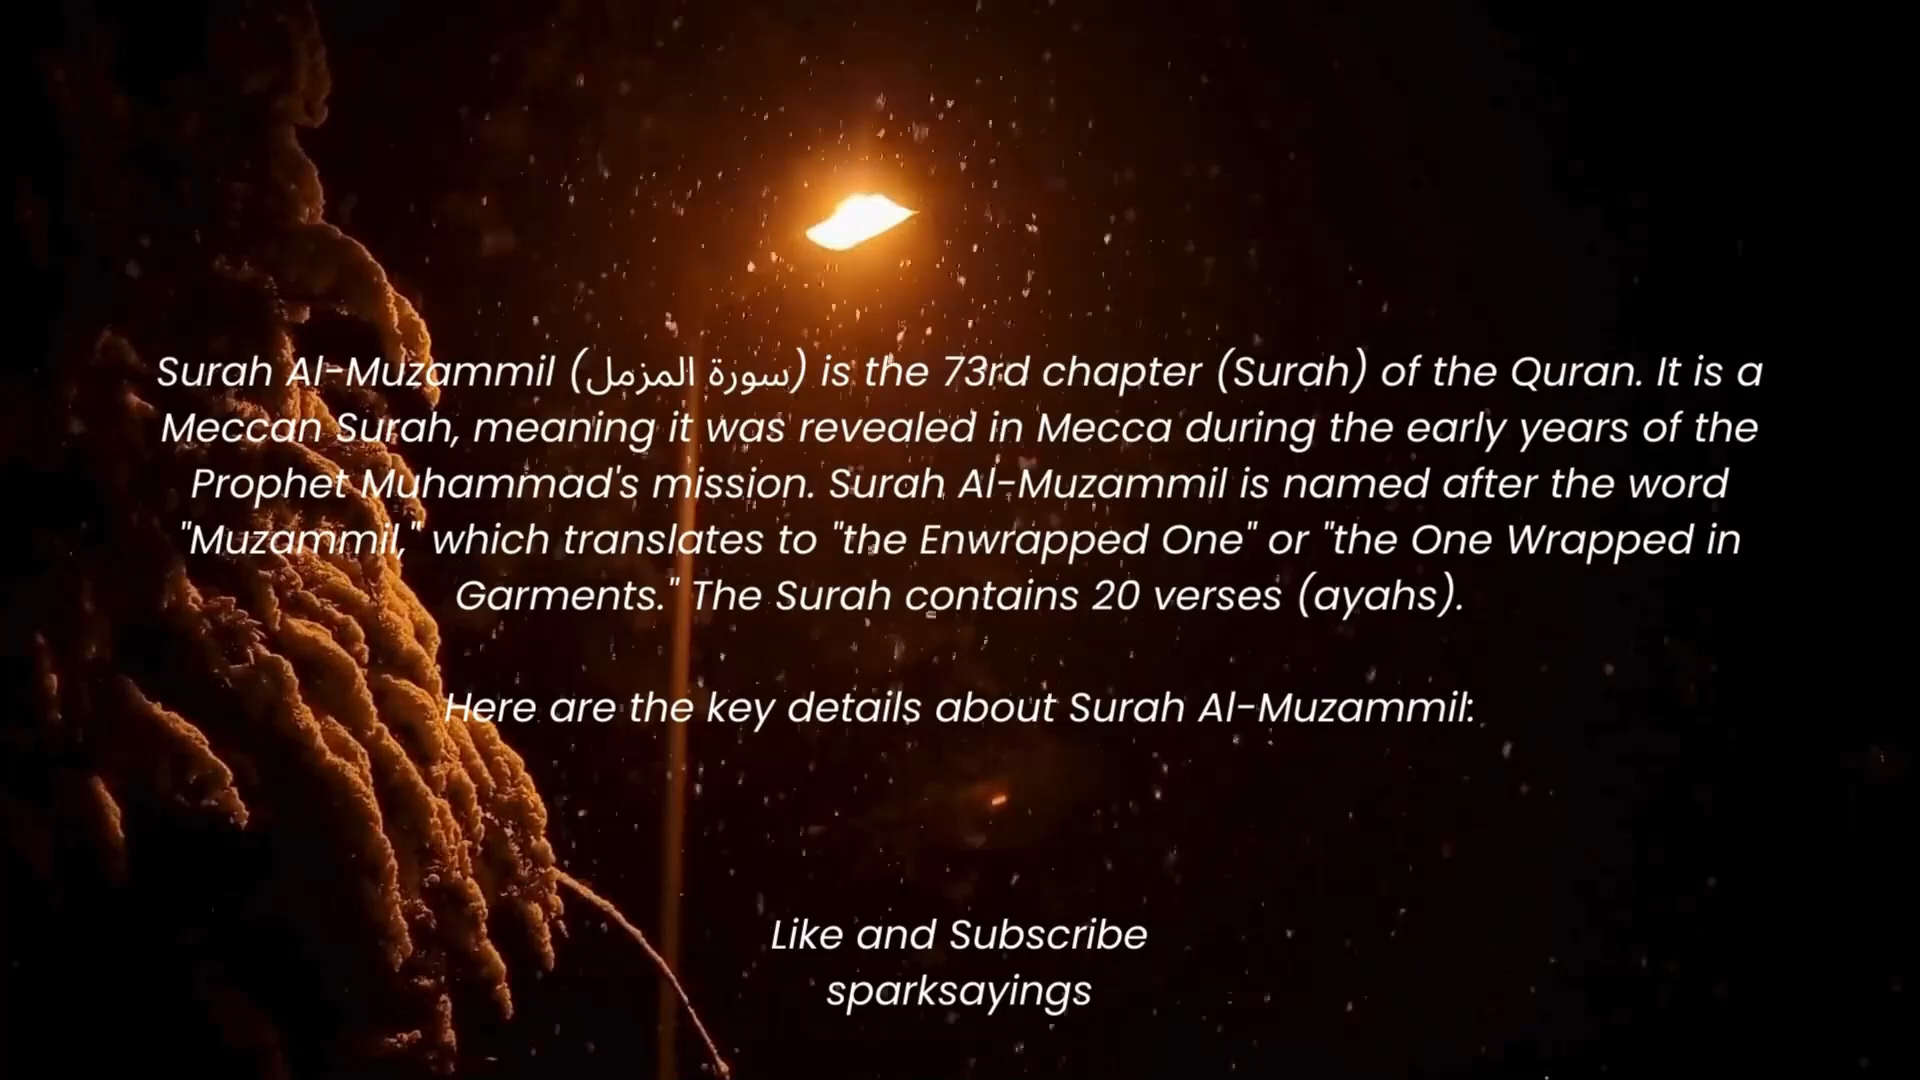 Surah Al-Muzammil (سورة المزمل) is the 73rd chapter (Surah) of the Quran. It is a
Meccan Surah, meaning it was revealed in Mecca during the early years of the
Prophet Muhammad's mission. Surah Al-Muzammil is named after the word
"Muzammil," which translates to "the Enwrapped One" or "the One Wrapped in
Garments." The Surah contains 20 verses (ayahs).
Here are the key details about Surah Al-Muzammil:
Like and Subscribe
sparksayings